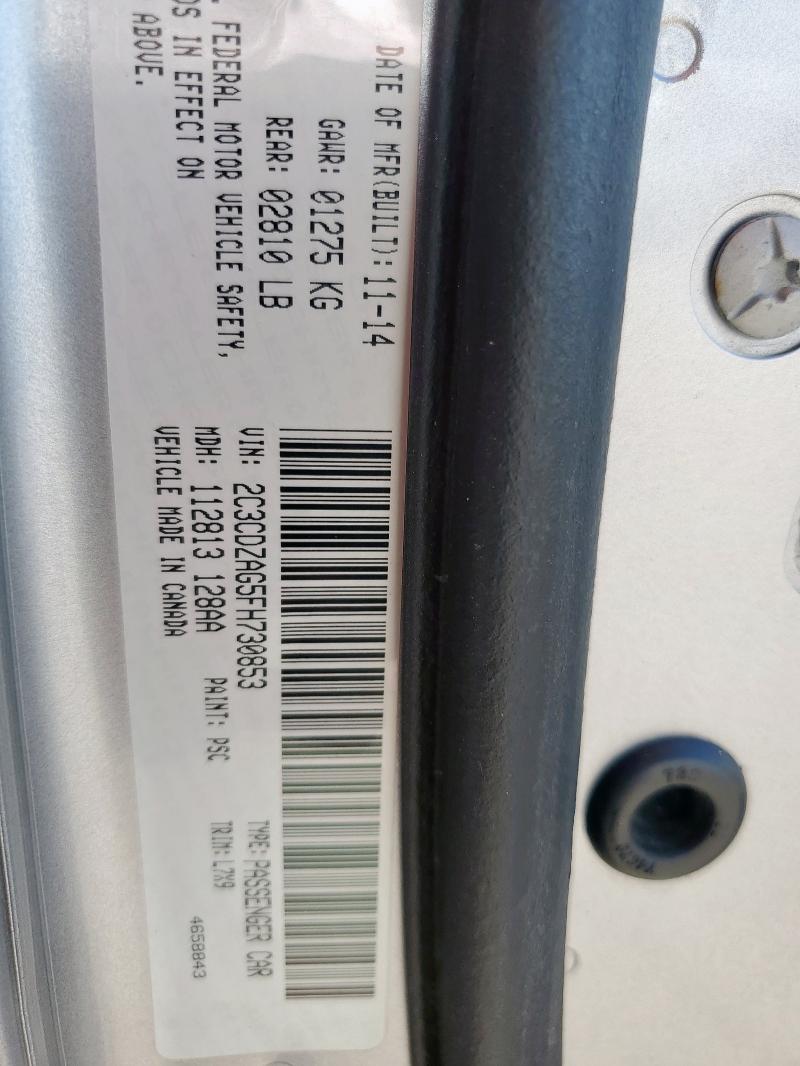 DATE OF MFR(BUILT): 11-14
GAWR: 01275 KG
REAR: 02810 LB
FEDERAL MOTOR VEHICLE SAFETY,
IN EFFECT ON
ABOVE.
VIN: 2C3CDZAG5FH730853
TYPE: PASSENGER CAR
MDH: 112813 128AA
PAINT: PSC
TRIM: L7X9
VEHICLE MADE IN CANADA
4658843